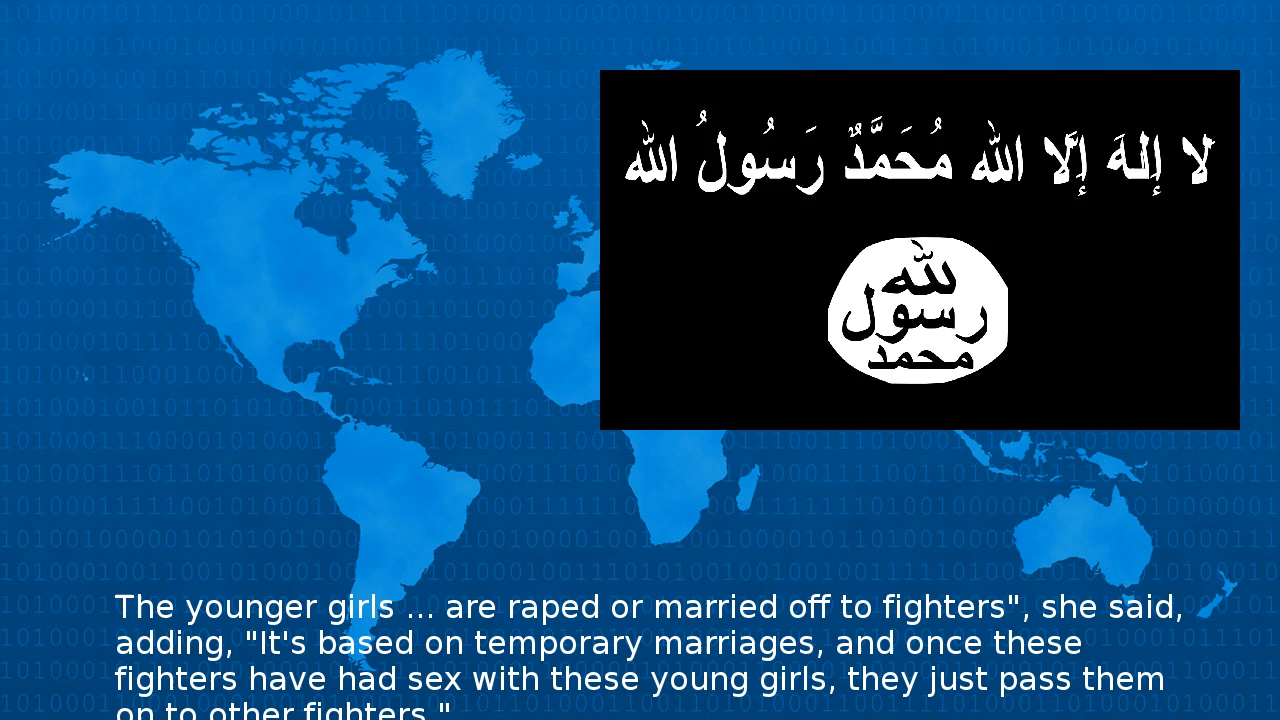 لا إله إلا الله مُحَمَّدٌ رَسُولُ الله
الله
رسول
محمد
The younger girls ... are raped or married off to fighters", she said,
adding, "It's based on temporary marriages, and once these
fighters have had sex with these young girls, they just pass them
on to other fighters."